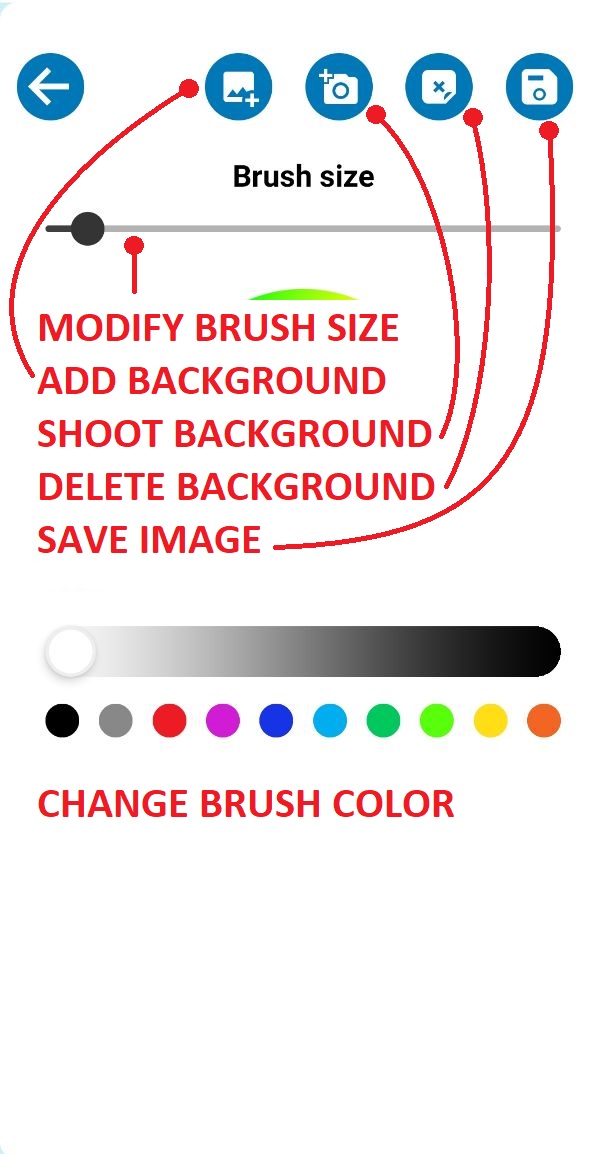 Brush size
MODIFY BRUSH SIZE
ADD BACKGROUND
SHOOT BACKGROUND
DELETE BACKGROUND
SAVE IMAGE
CHANGE BRUSH COLOR